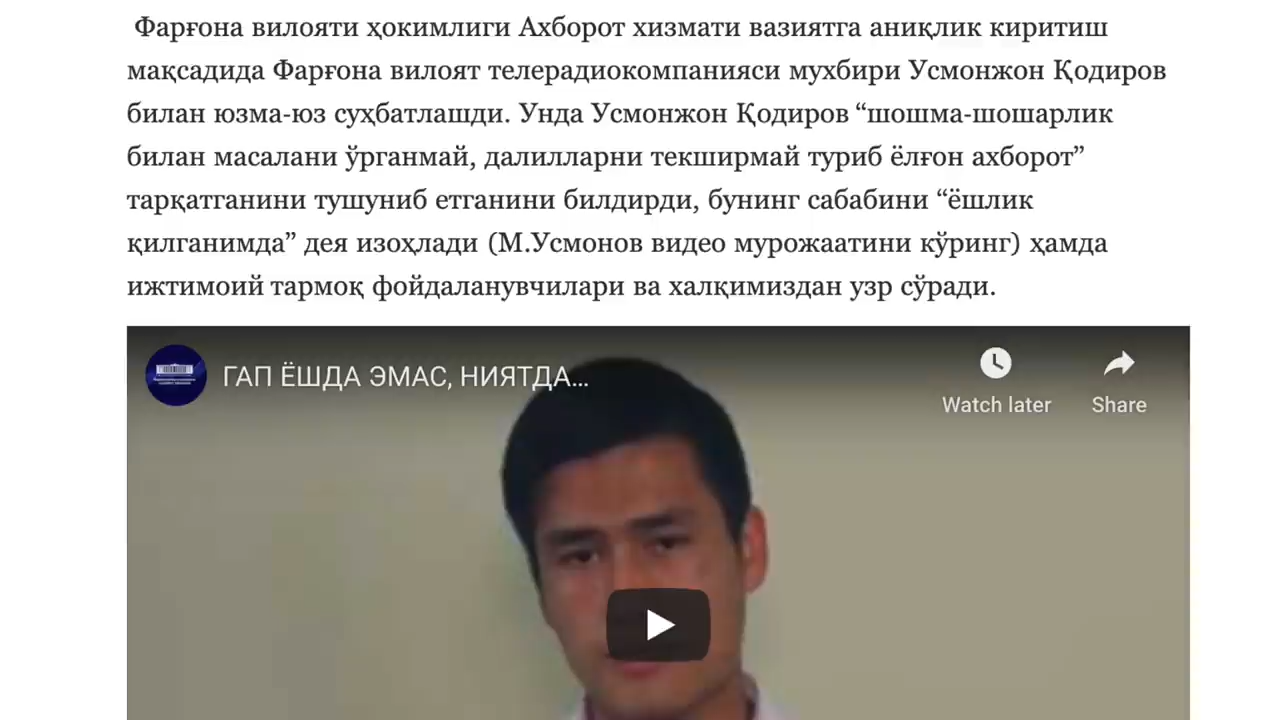 Фарғона вилояти ҳокимлиги Ахборот хизмати вазиятга аниқлик киритиш
мақсадида Фарғона вилоят телерадиокомпанияси мухбири Усмонжон Қодиров
билан юзма-юз суҳбатлашди. Унда Усмонжон Қодиров “шошма-шошарлик
билан масалани ўрганмай, далилларни текширмай туриб ёлғон ахборот”
тарқатганини тушуниб етганини билдирди, бунинг сабабини “ёшлик
қилганимда” дея изоҳлади (М.Усмонов видео мурожаатини кўринг) ҳамда
ижтимоий тармоқ фойдаланувчилари ва халқимиздан узр сўради.
ГАП ЁШДА ЭМАС, НИЯТДА...
Watch later
Share